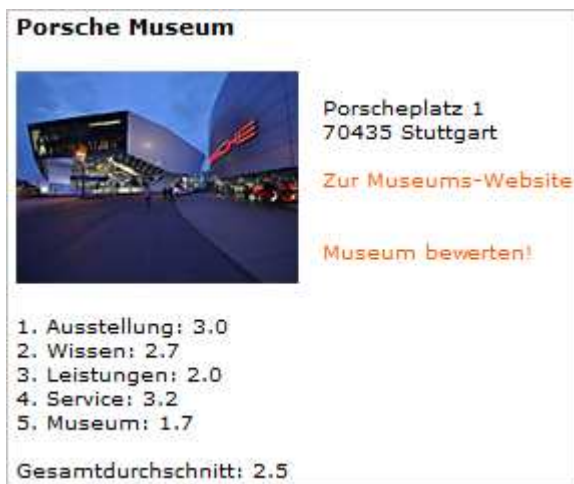 Porsche Museum
Porscheplatz 1
70435 Stuttgart
Zur Museums-Website
Museum bewerten!
1. Ausstellung: 3.0
2. Wissen: 2.7
3. Leistungen: 2.0
4. Service: 3.2
5. Museum: 1.7
Gesamtdurchschnitt: 2.5